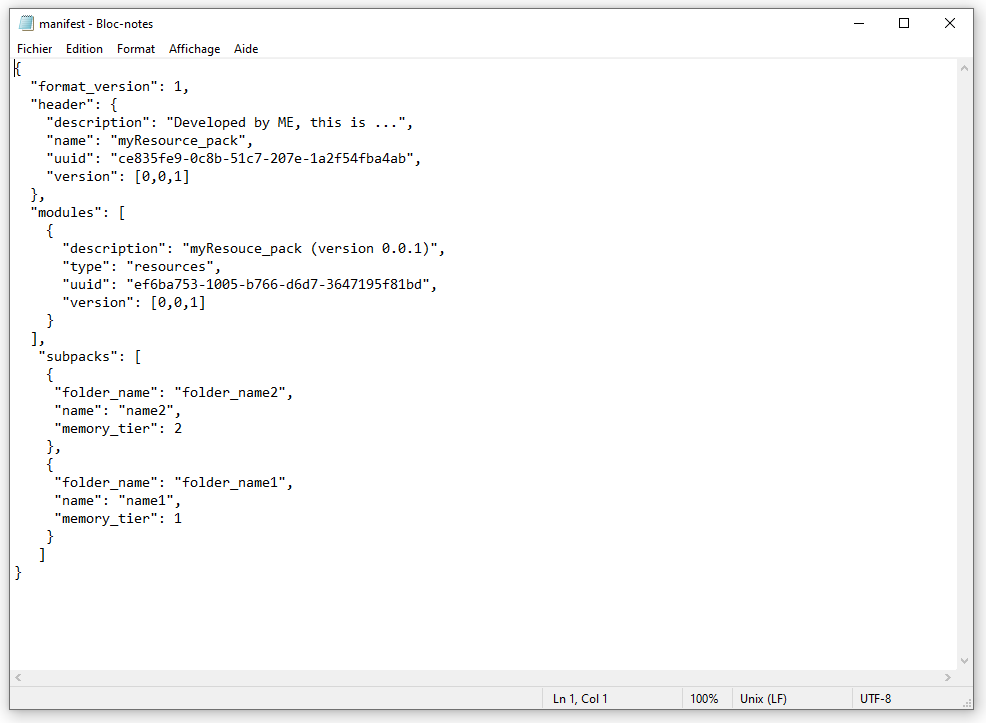 manifest - Bloc-notes
Fichier Edition Format Affichage Aide
{
  "format_version": 1,
  "header": {
    "description": "Developed by ME, this is ...",
    "name": "myResource_pack",
    "uuid": "ce835fe9-0c8b-51c7-207e-1a2f54fba4ab",
    "version": [0,0,1]
  },
  "modules": [
    {
      "description": "myResouce_pack (version 0.0.1)",
      "type": "resources",
      "uuid": "ef6ba753-1005-b766-d6d7-3647195f81bd",
      "version": [0,0,1]
    }
  ],
   "subpacks": [
    {
     "folder_name": "folder_name2",
     "name": "name2",
     "memory_tier": 2
    },
    {
     "folder_name": "folder_name1",
     "name": "name1",
     "memory_tier": 1
    }
   ]
}
Ln 1, Col 1 100% Unix (LF) UTF-8